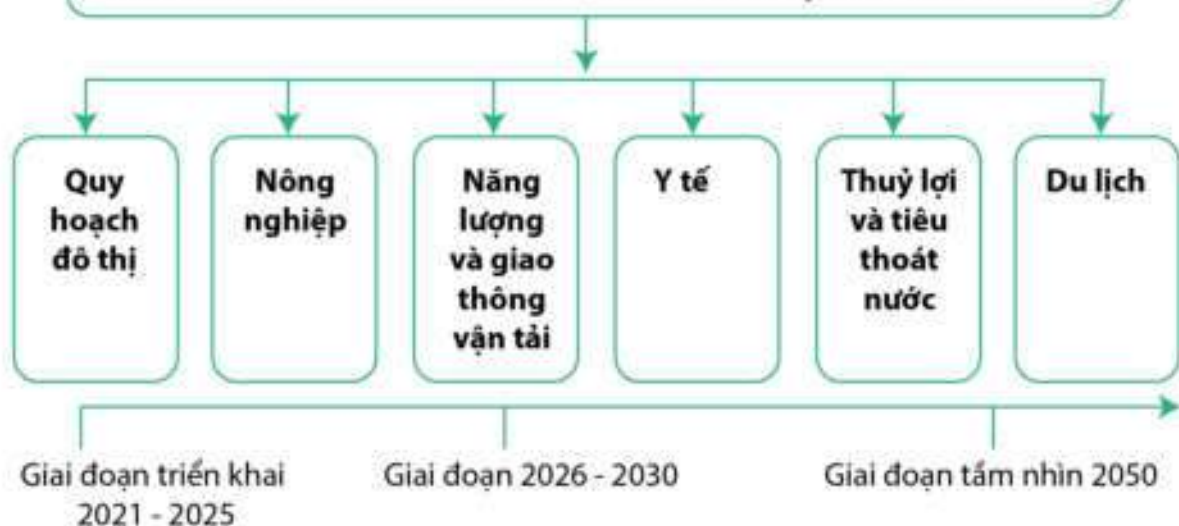 Quy
hoạch
đô thị
Nông
nghiệp
Năng
lượng
và giao
thông
vận tải
Y tế
Thuỷ lợi
và tiêu
thoát
nước
Du lịch
Giai đoạn triển khai
2021 - 2025
Giai đoạn 2026 - 2030
Giai đoạn tầm nhìn 2050